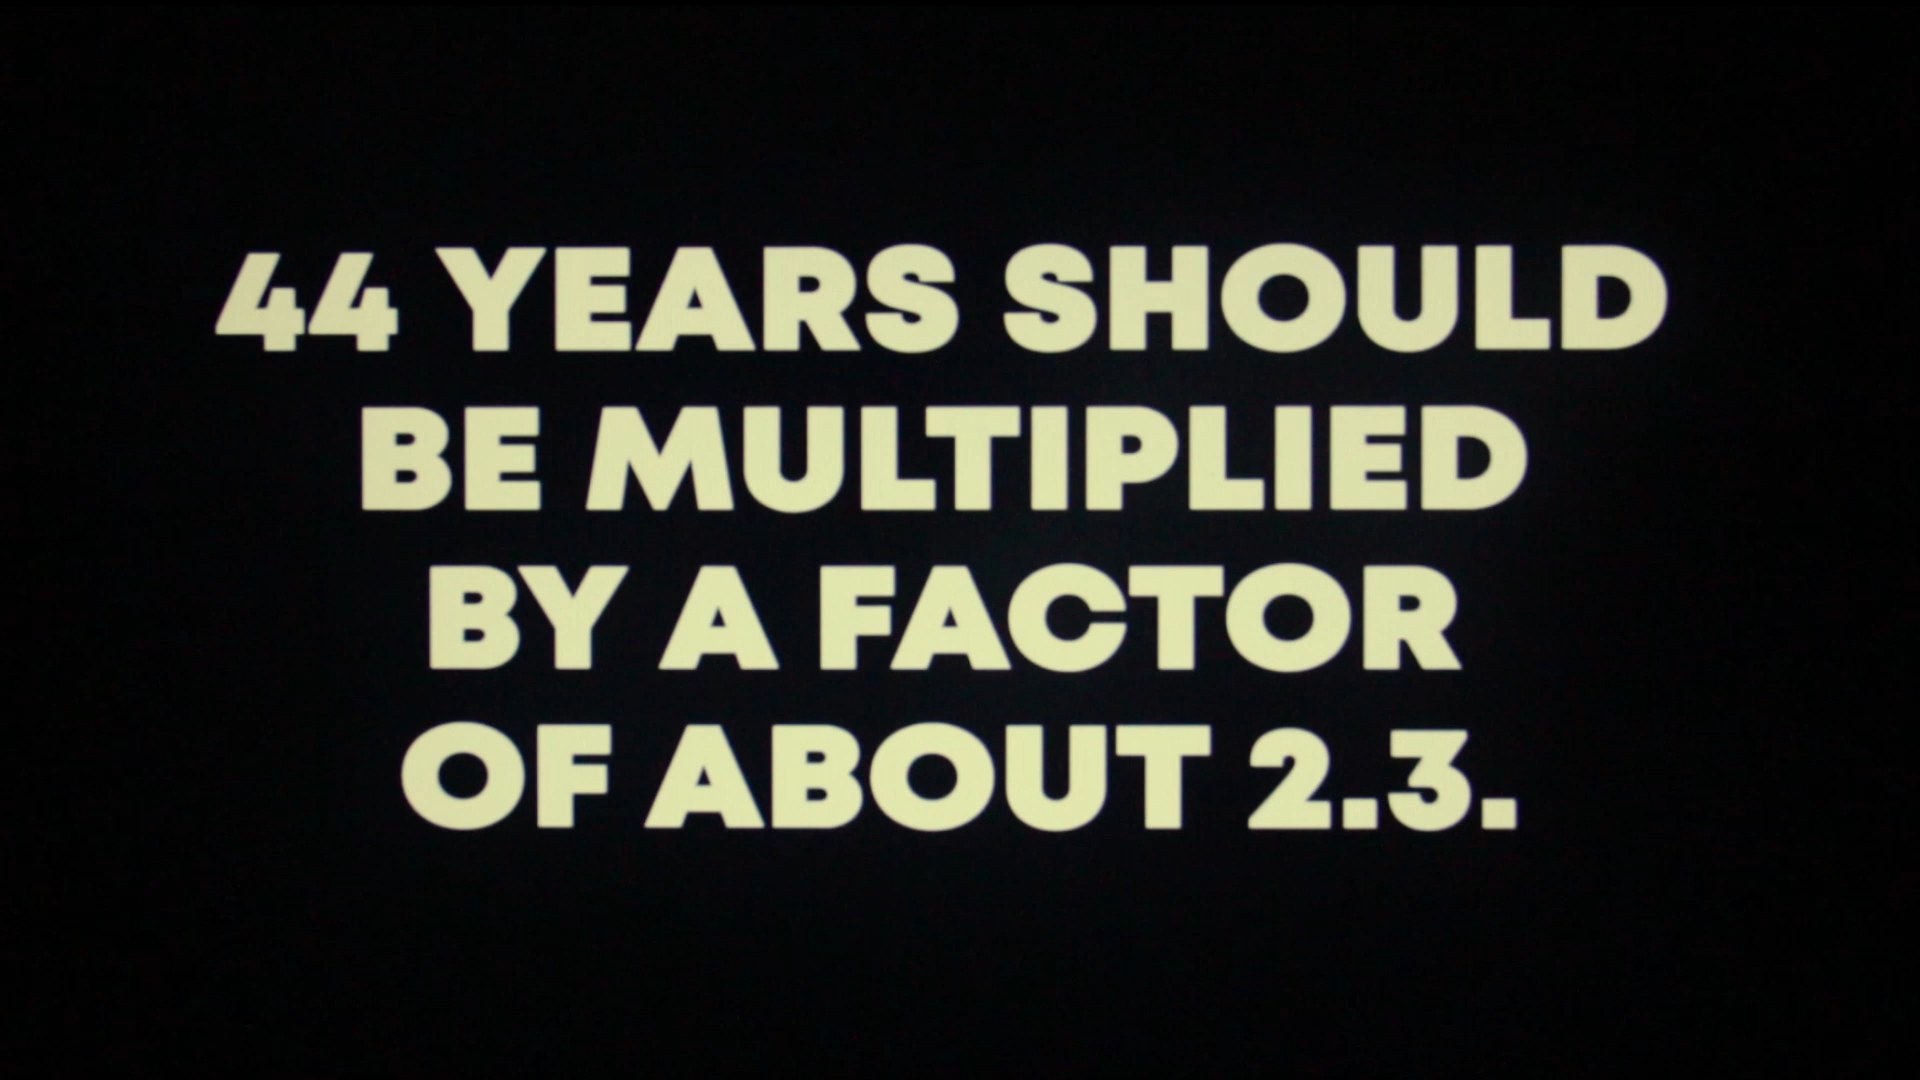 44 YEARS SHOULD
BE MULTIPLIED
BY A FACTOR
OF ABOUT 2.3.